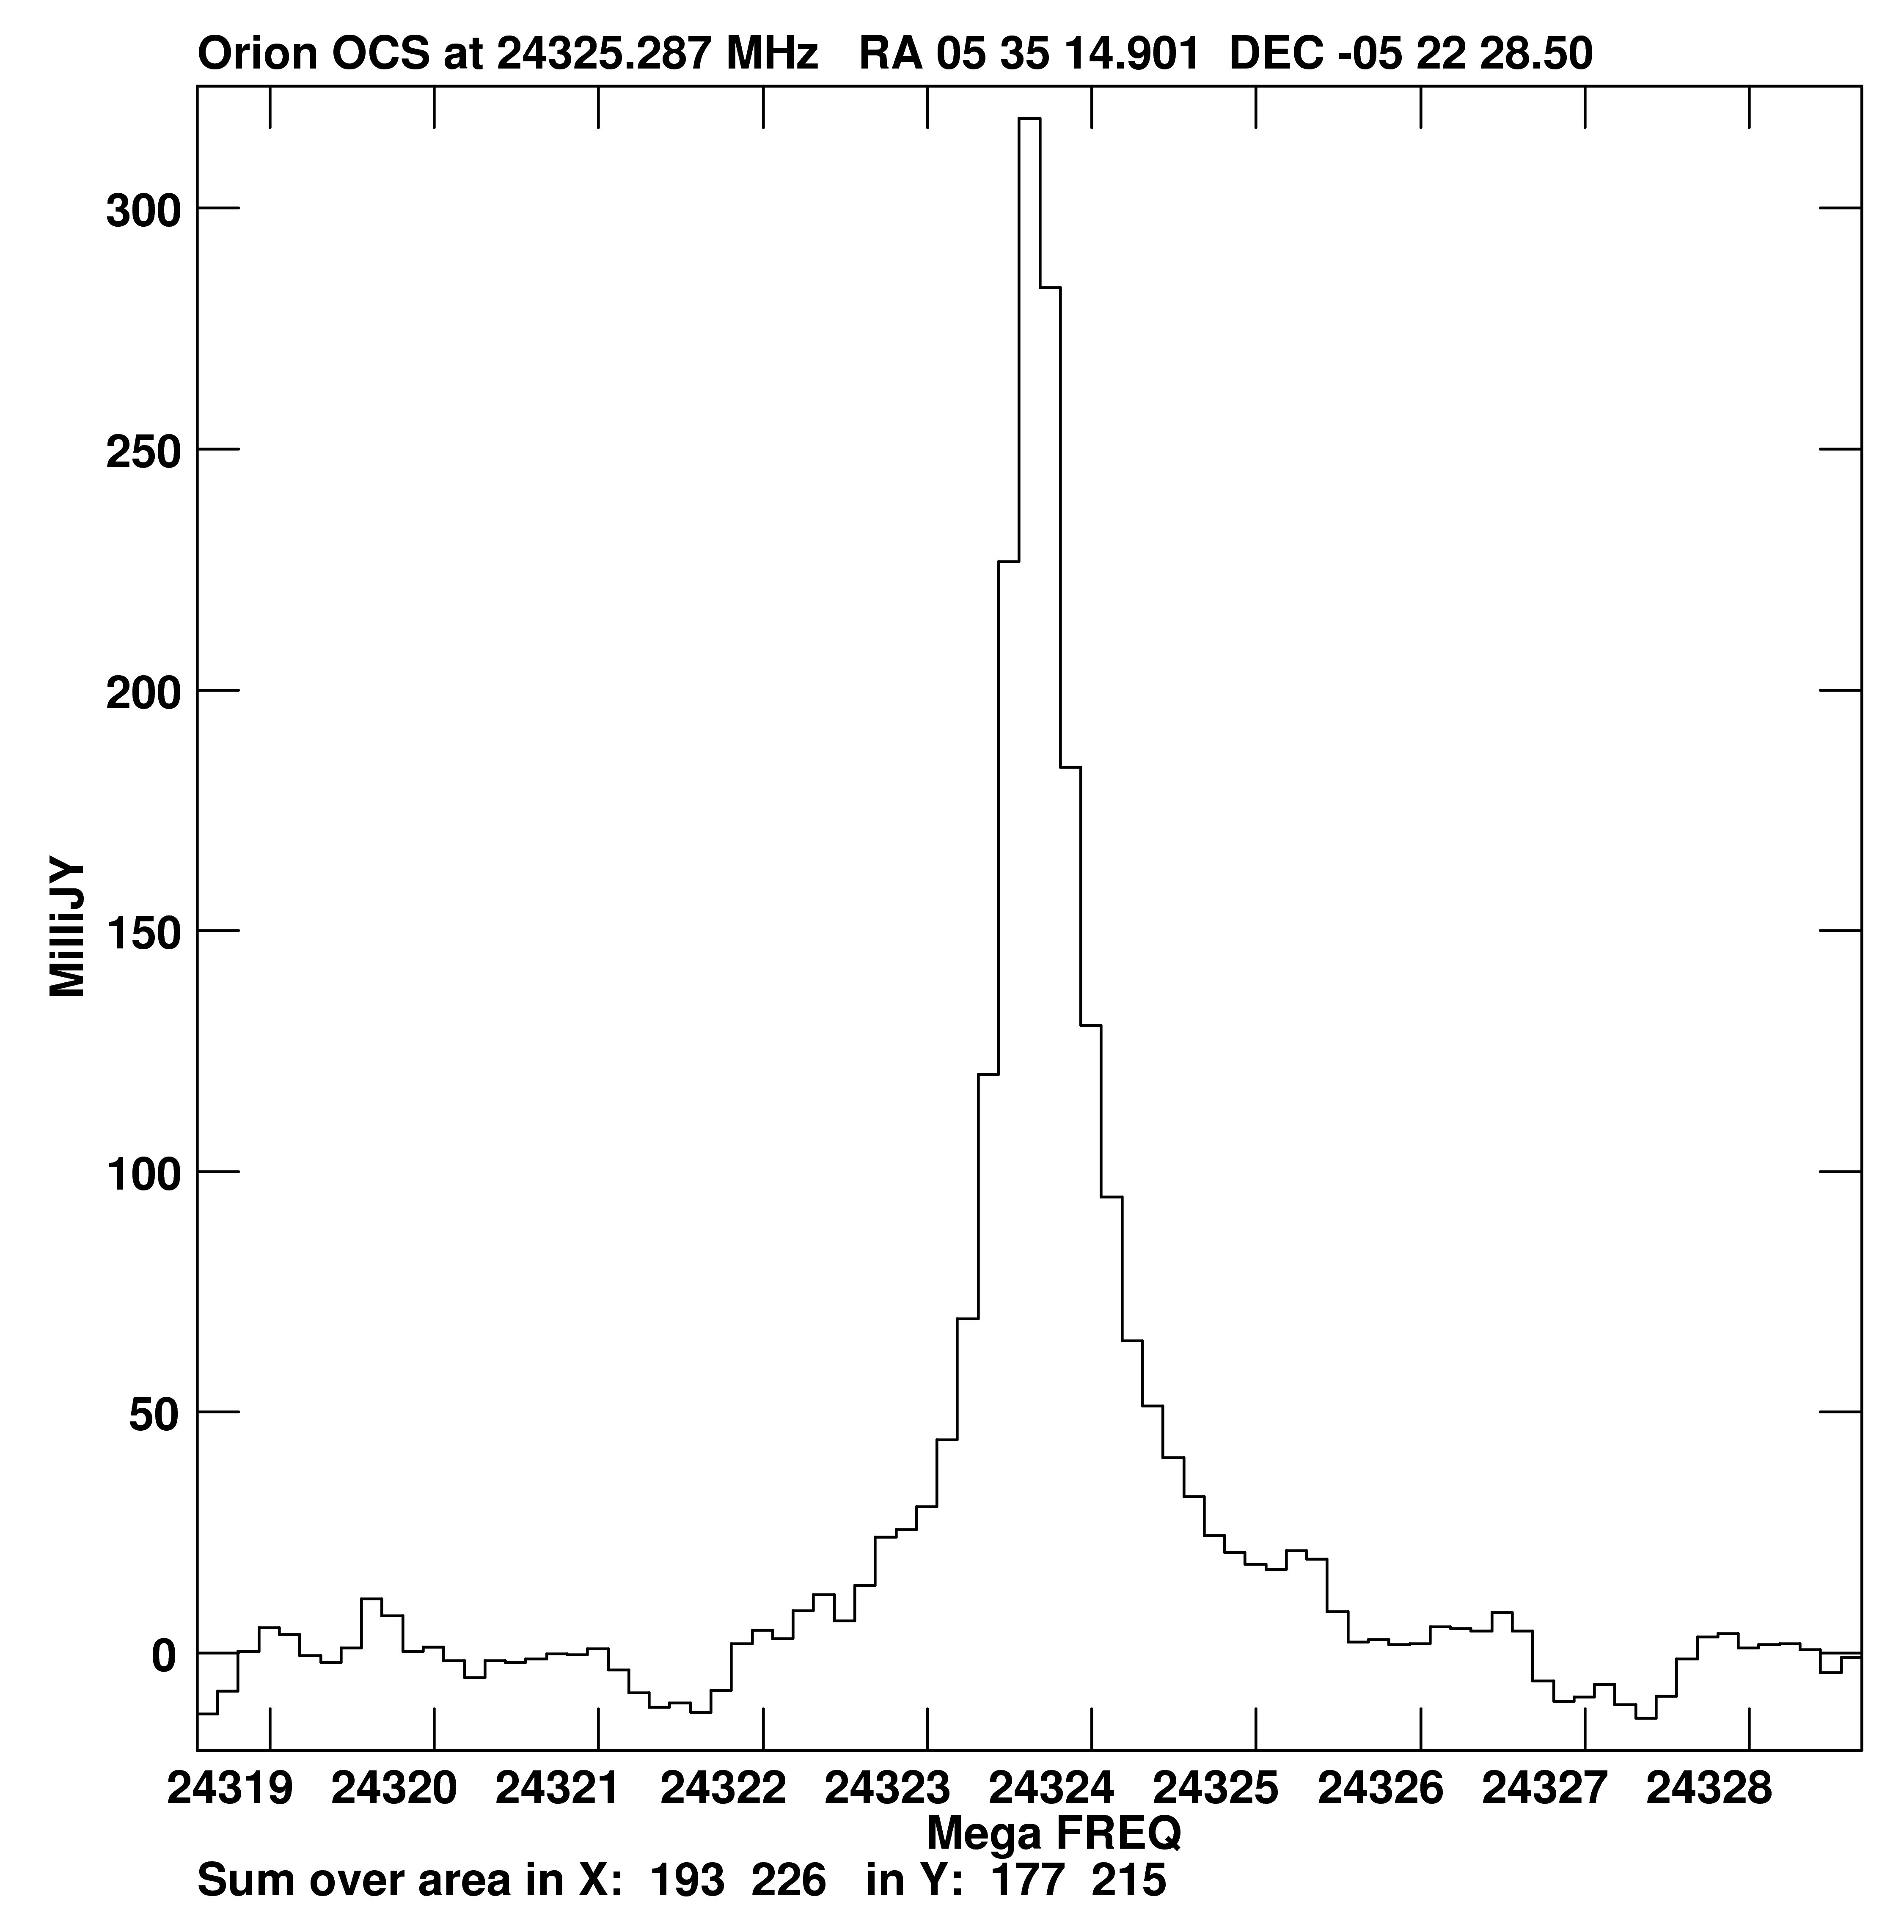 Orion OCS at 24325.287 MHz RA 05 35 14.901 DEC -05 22 28.50
300
250
200
150
100
50
0
MilliJY
24319 24320 24321 24322 24323 24324 24325 24326 24327 24328
Mega FREQ
Sum over area in X: 193 226 in Y: 177 215